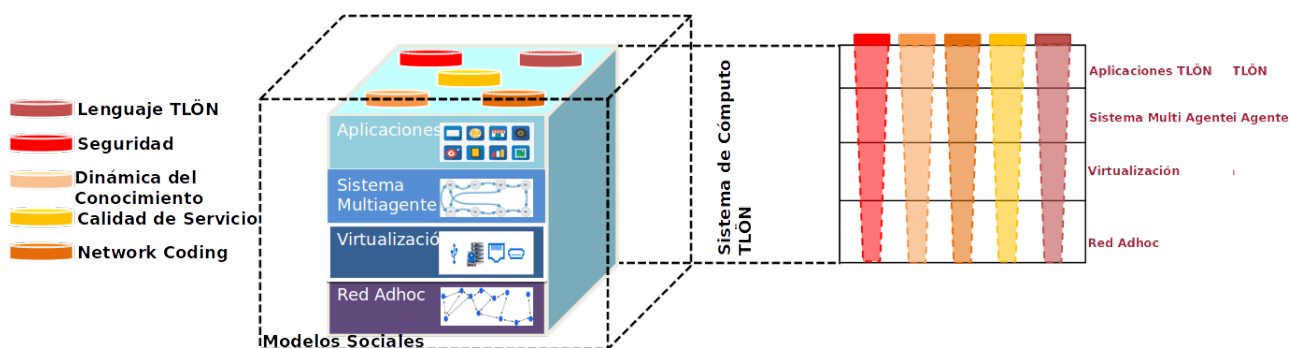 Lenguaje TLÖN
Seguridad
Dinámica del
Conocimiento
Calidad de Servicio
Network Coding
Aplicaciones
Sistema
Multiagente
Virtualizació
Red Adhoc
Modelos Sociales
Sistema de Cómputo
TLÖN
Aplicaciones TLÖN TLÖN
Sistema Multi Agentei Agente
Virtualización
Red Adhoc